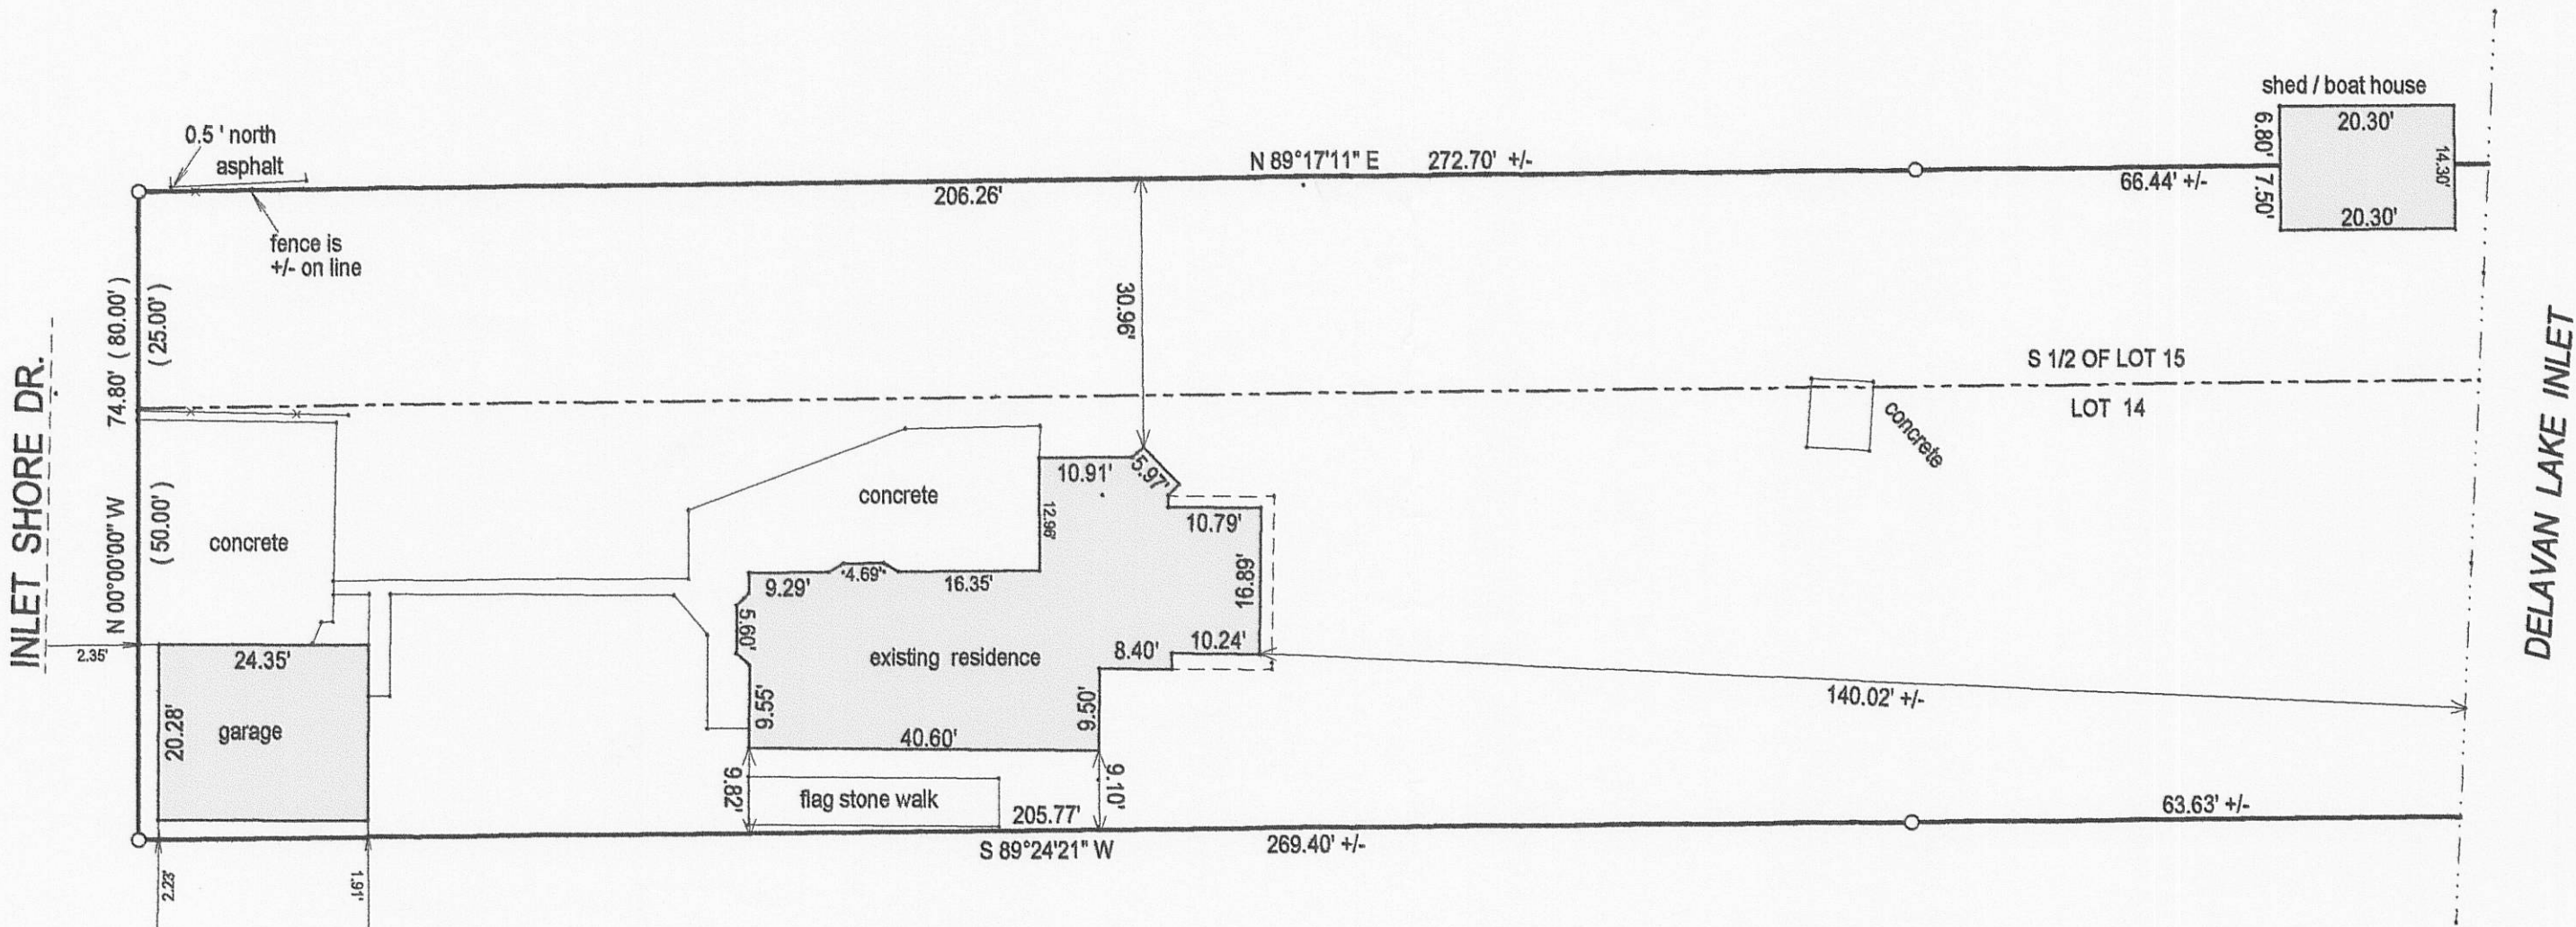 shed / boat house
20.30'
6.80'
14.30'
7.50'
20.30'
0.5 ' north
asphalt
N 89°17'11" E 272.70' +/-
206.26'
66.44' +/-
fence is
+/- on line
30.96'
INLET SHORE DR.
N 00°00'00" W 74.80' ( 80.00' )
( 25.00' )
( 50.00' )
S 1/2 OF LOT 15
LOT 14
concrete
DELAVAN LAKE INLET
concrete
concrete
10.91'
5.97'
12.96'
10.79'
16.89'
9.29'
4.69'
16.35'
5.60'
existing residence
8.40'
10.24'
2.35'
24.35'
20.28'
garage
9.55'
9.50'
40.60'
140.02' +/-
9.82'
flag stone walk
9.10'
205.77'
63.63' +/-
S 89°24'21" W
269.40' +/-
2.23'
1.91'